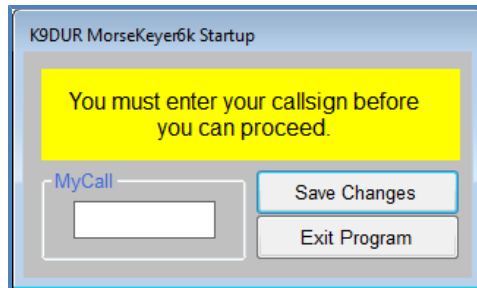 K9DUR MorseKeyer6k Startup
You must enter your callsign before
you can proceed.
MyCall
Save Changes
Exit Program